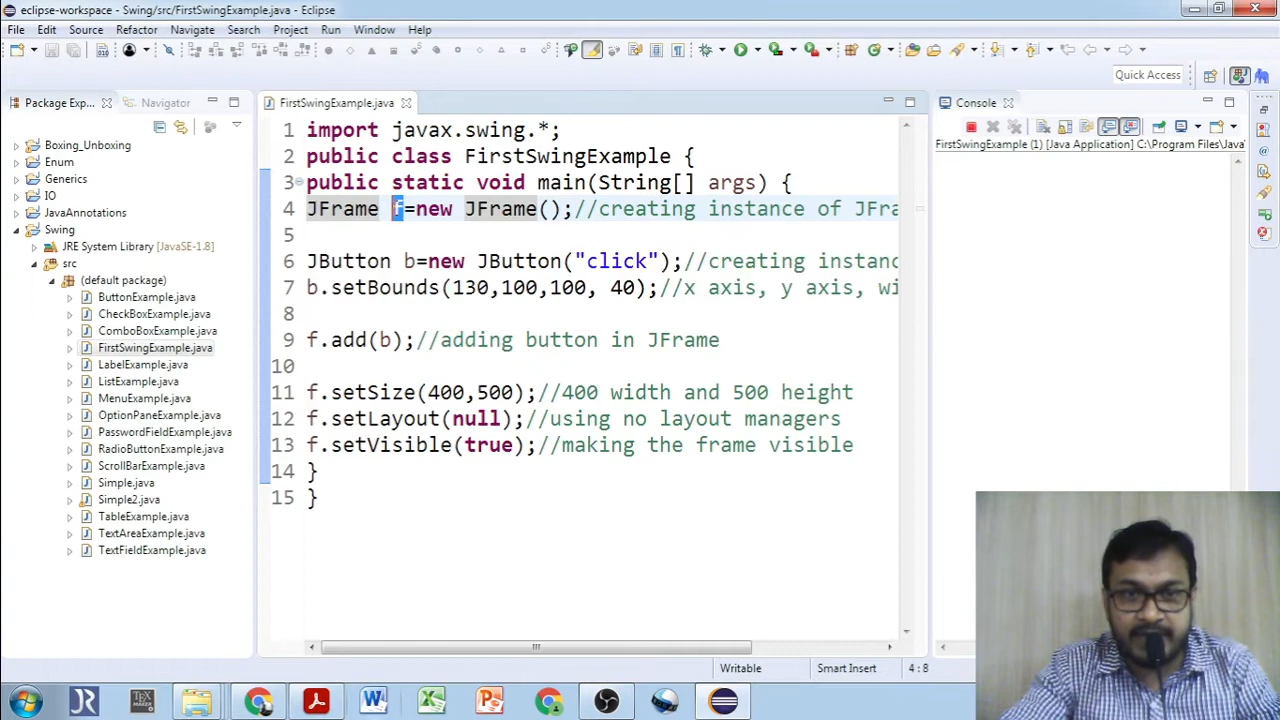 eclipse-workspace - Swing/src/FirstSwingExample.java - Eclipse
File Edit Source Refactor Navigate Search Project Run Window Help
Quick Access
Package Exp...
Navigator
Boxing_Unboxing
Enum
Generics
IO
JavaAnnotations
Swing
JRE System Library [JavaSE-1.8]
src
(default package)
ButtonExample.java
CheckBoxExample.java
ComboBoxExample.java
FirstSwingExample.java
LabelExample.java
ListExample.java
MenuExample.java
OptionPaneExample.java
PasswordFieldExample.java
RadioButtonExample.java
ScrollBarExample.java
Simple.java
Simple2.java
TableExample.java
TextAreaExample.java
TextFieldExample.java
FirstSwingExample.java
1 import javax.swing.*;
2 public class FirstSwingExample {
3 public static void main(String[] args) {
4 JFrame f=new JFrame();//creating instance of JFra
5
6 JButton b=new JButton("click");//creating instanc
7 b.setBounds(130,100,100, 40);//x axis, y axis, wi
8
9 f.add(b);//adding button in JFrame
10
11 f.setSize(400,500);//400 width and 500 height
12 f.setLayout(null);//using no layout managers
13 f.setVisible(true);//making the frame visible
14 }
15 }
Console
FirstSwingExample (1) [Java Application] C:\Program Files\Java
Writable Smart Insert 4 : 8